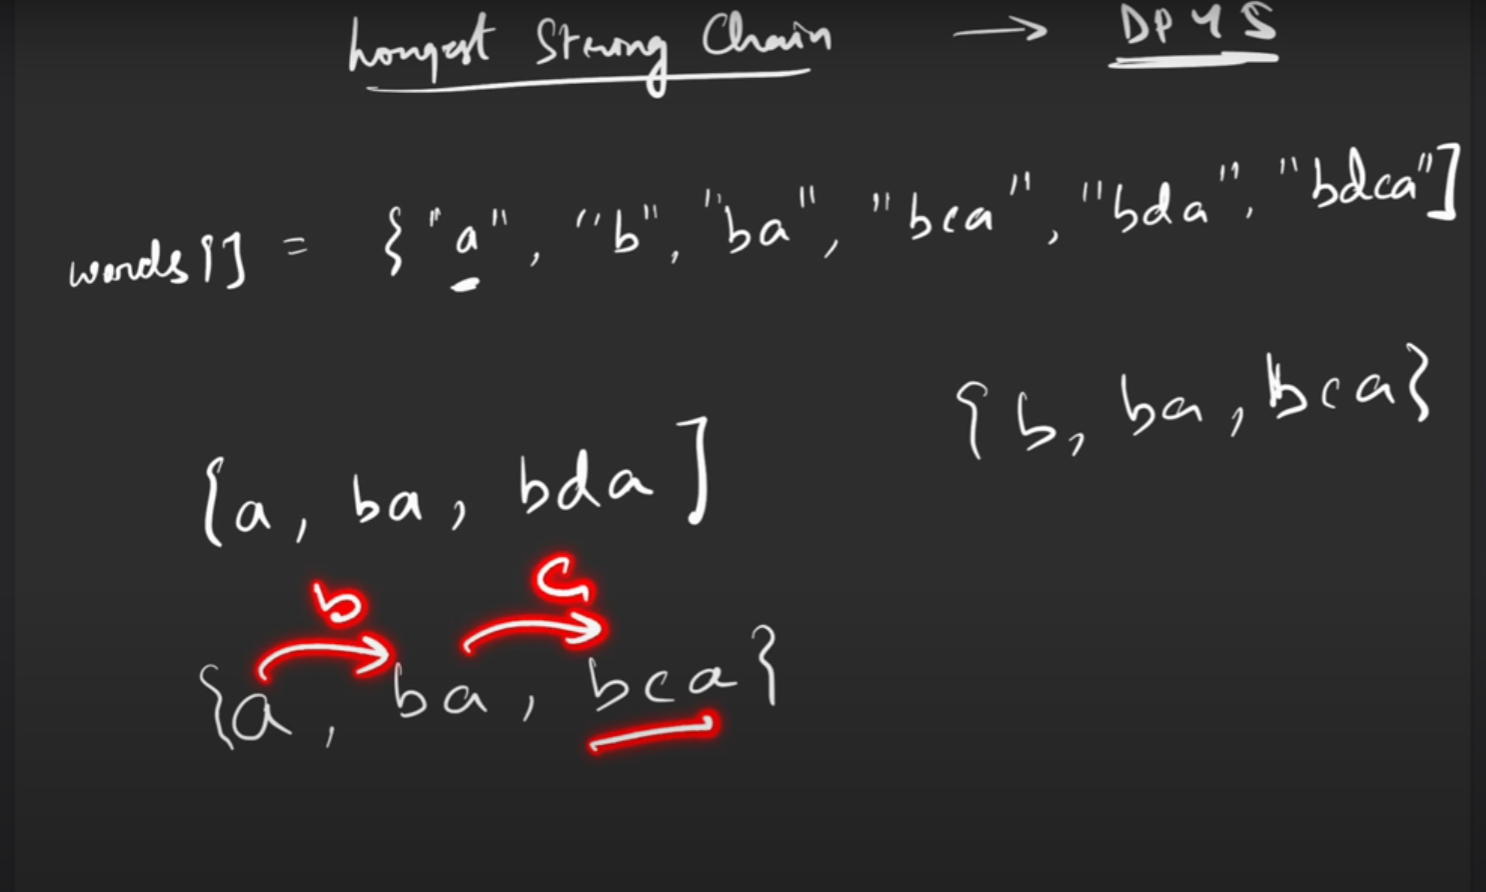 Longest String Chain → DP 45
words[] = {"a", "b", "ba", "bca", "bda", "bdca"]
{b, ba, bca}
{a, ba, bda]
b c
{a, ba, bca}